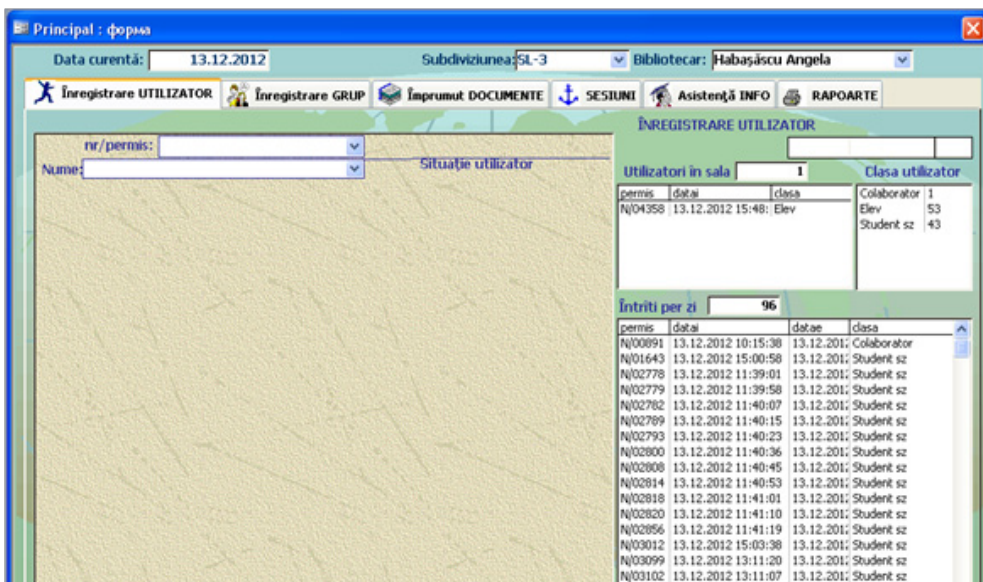 Principal : форма
Data curentă: 13.12.2012 Subdiviziunea: SL-3 Bibliotecar: Habaşăscu Angela
Înregistrare UTILIZATOR Înregistrare GRUP Împrumut DOCUMENTE SESIUNI Asistenţă INFO RAPOARTE
ÎNREGISTRARE UTILIZATOR
nr/permis:
Nume: Situaţie utilizator
Utilizatori în sala 1 Clasa utilizator
permis datai clasa
N/04358 13.12.2012 15:48: Elev
Colaborator 1
Elev 53
Student sz 43
Întriti per zi 96
permis datai datae clasa
N/00891 13.12.2012 10:15:38 13.12.201 Colaborator
N/01643 13.12.2012 15:00:58 13.12.201 Student sz
N/02778 13.12.2012 11:39:01 13.12.201 Student sz
N/02779 13.12.2012 11:39:58 13.12.201 Student sz
N/02782 13.12.2012 11:40:07 13.12.201 Student sz
N/02789 13.12.2012 11:40:15 13.12.201 Student sz
N/02793 13.12.2012 11:40:23 13.12.201 Student sz
N/02800 13.12.2012 11:40:36 13.12.201 Student sz
N/02808 13.12.2012 11:40:45 13.12.201 Student sz
N/02814 13.12.2012 11:40:53 13.12.201 Student sz
N/02818 13.12.2012 11:41:01 13.12.201 Student sz
N/02820 13.12.2012 11:41:10 13.12.201 Student sz
N/02856 13.12.2012 11:41:19 13.12.201 Student sz
N/03012 13.12.2012 15:03:38 13.12.201 Student sz
N/03099 13.12.2012 13:11:20 13.12.201 Student sz
N/03102 13.12.2012 13:11:07 13.12.201 Student sz